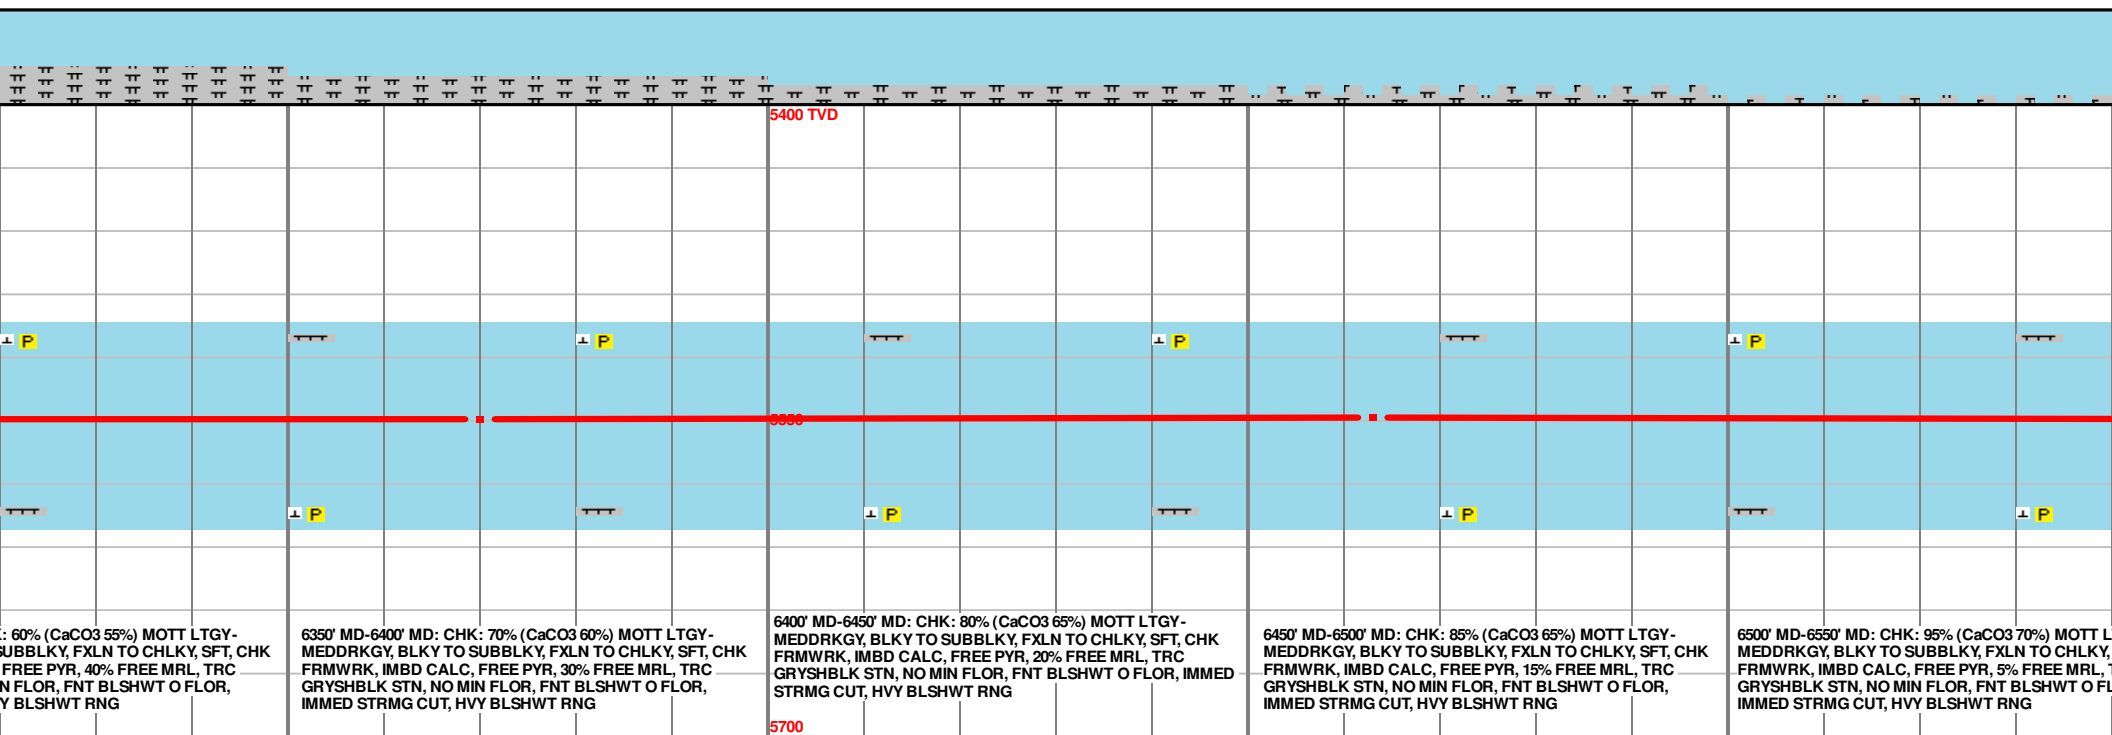 5400 TVD
P
P
P
P
5550
P
P
P
P
: 60% (CaCO3 55%) MOTT LTGY-
SUBBLKY, FXLN TO CHLKY, SFT, CHK
FREE PYR, 40% FREE MRL, TRC
N FLOR, FNT BLSHWT O FLOR,
Y BLSHWT RNG
6350' MD-6400' MD: CHK: 70% (CaCO3 60%) MOTT LTGY-
MEDDRKGY, BLKY TO SUBBLKY, FXLN TO CHLKY, SFT, CHK
FRMWRK, IMBD CALC, FREE PYR, 30% FREE MRL, TRC
GRYSHBLK STN, NO MIN FLOR, FNT BLSHWT O FLOR,
IMMED STRMG CUT, HVY BLSHWT RNG
6400' MD-6450' MD: CHK: 80% (CaCO3 65%) MOTT LTGY-
MEDDRKGY, BLKY TO SUBBLKY, FXLN TO CHLKY, SFT, CHK
FRMWRK, IMBD CALC, FREE PYR, 20% FREE MRL, TRC
GRYSHBLK STN, NO MIN FLOR, FNT BLSHWT O FLOR, IMMED
STRMG CUT, HVY BLSHWT RNG
6450' MD-6500' MD: CHK: 85% (CaCO3 65%) MOTT LTGY-
MEDDRKGY, BLKY TO SUBBLKY, FXLN TO CHLKY, SFT, CHK
FRMWRK, IMBD CALC, FREE PYR, 15% FREE MRL, TRC
GRYSHBLK STN, NO MIN FLOR, FNT BLSHWT O FLOR,
IMMED STRMG CUT, HVY BLSHWT RNG
6500' MD-6550' MD: CHK: 95% (CaCO3 70%) MOTT L
MEDDRKGY, BLKY TO SUBBLKY, FXLN TO CHLKY,
FRMWRK, IMBD CALC, FREE PYR, 5% FREE MRL,
GRYSHBLK STN, NO MIN FLOR, FNT BLSHWT O FL
IMMED STRMG CUT, HVY BLSHWT RNG
5700